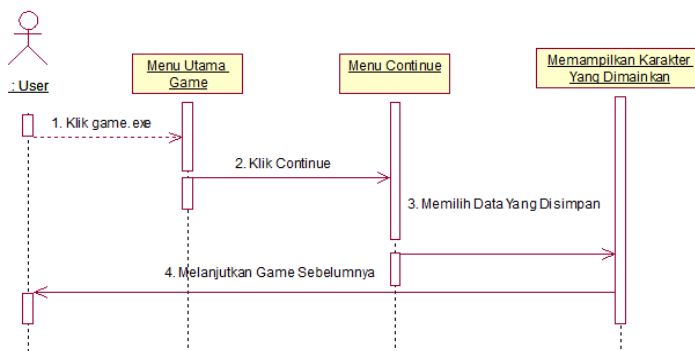 : User
Menu Utama
Game
Menu Continue
Memampilkan Karakter
Yang Dimainkan
1. Klik game.exe
2. Klik Continue
3. Memilih Data Yang Disimpan
4. Melanjutkan Game Sebelumnya